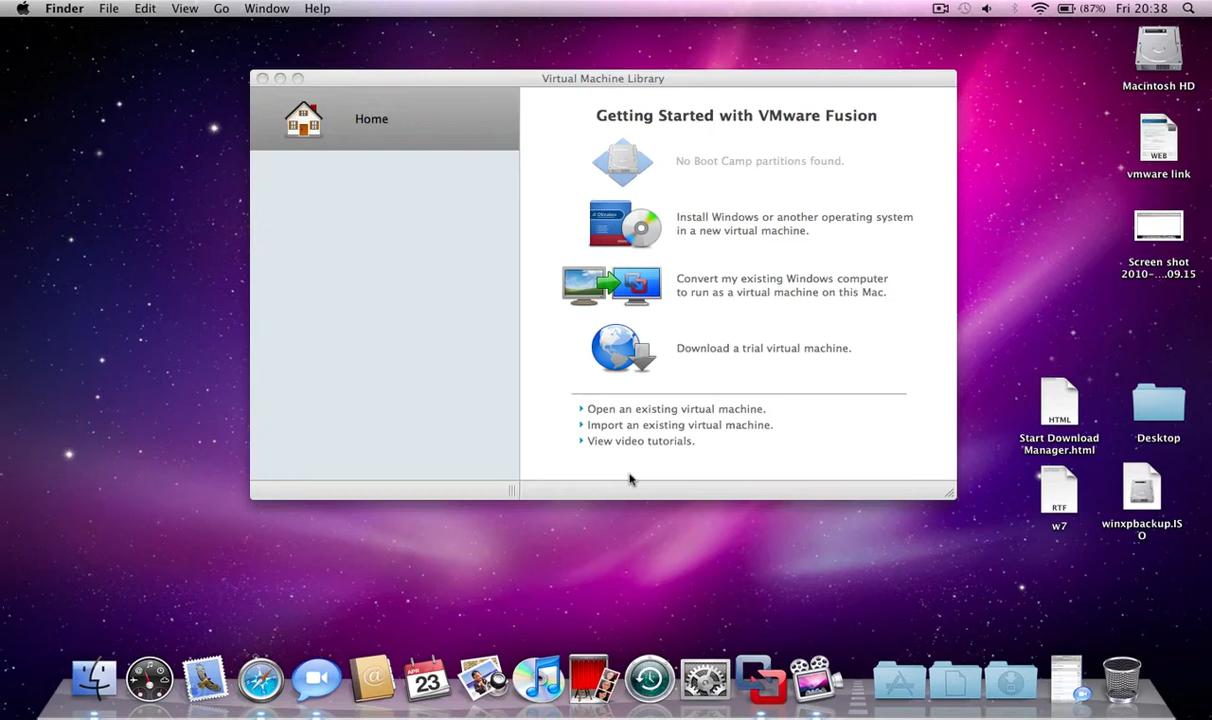 Finder File Edit View Go Window Help
(87%) Fri 20:38
Macintosh HD
Virtual Machine Library
Home
Getting Started with VMware Fusion
No Boot Camp partitions found.
WEB
vmware link
Install Windows or another operating system
in a new virtual machine.
Screen shot
2010-....09.15
Convert my existing Windows computer
to run as a virtual machine on this Mac.
Download a trial virtual machine.
Open an existing virtual machine.
Import an existing virtual machine.
View video tutorials.
HTML
Start Download
Manager.html
Desktop
RTF
w7
winxpbackup.IS
O
APR
23